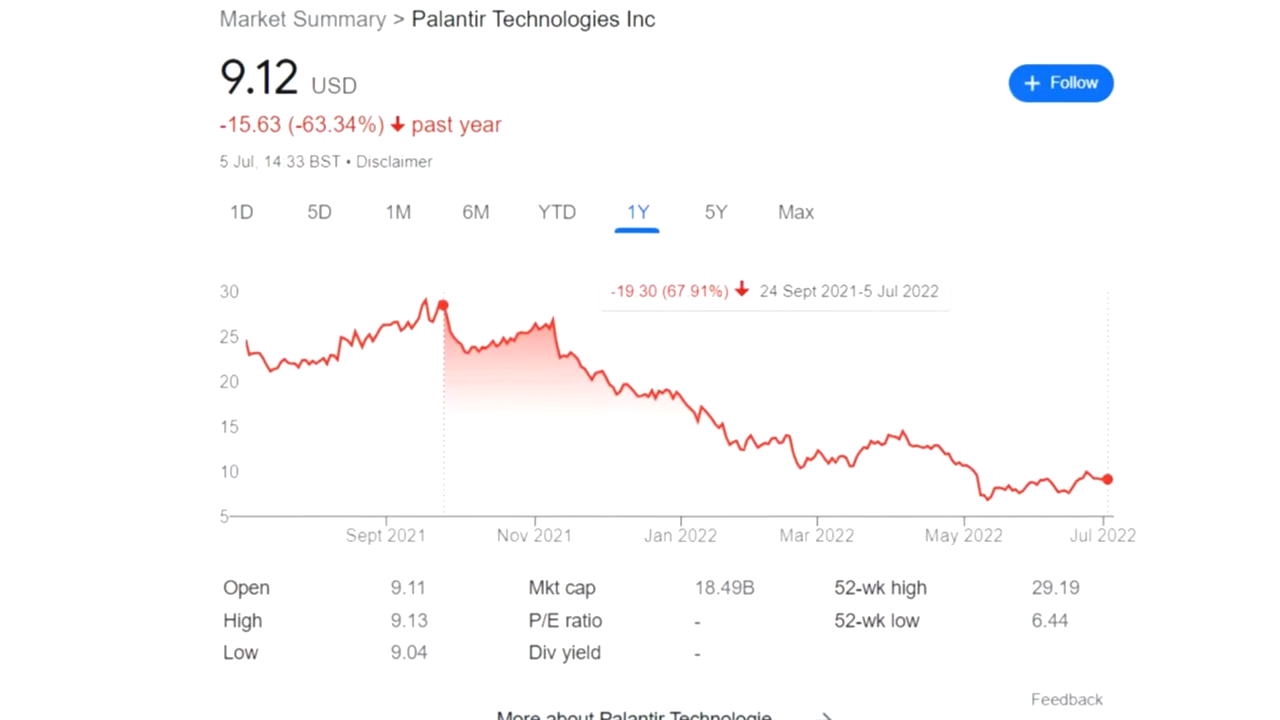 Market Summary > Palantir Technologies Inc
9.12 USD
+ Follow
-15.63 (-63.34%) ↓ past year
5 Jul, 14 33 BST • Disclaimer
1D 5D 1M 6M YTD 1Y 5Y Max
-19 30 (67 91%) ↓ 24 Sept 2021-5 Jul 2022
30
25
20
15
10
5
Sept 2021 Nov 2021 Jan 2022 Mar 2022 May 2022 Jul 2022
Open 9.11 Mkt cap 18.49B 52-wk high 29.19
High 9.13 P/E ratio - 52-wk low 6.44
Low 9.04 Div yield -
Feedback
More about Palantir Technologie →